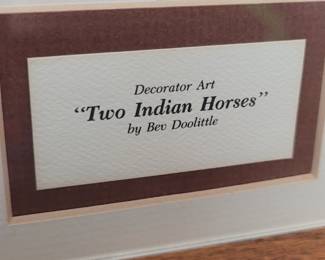 Decorator Art
“Two Indian Horses”
by Bev Doolittle